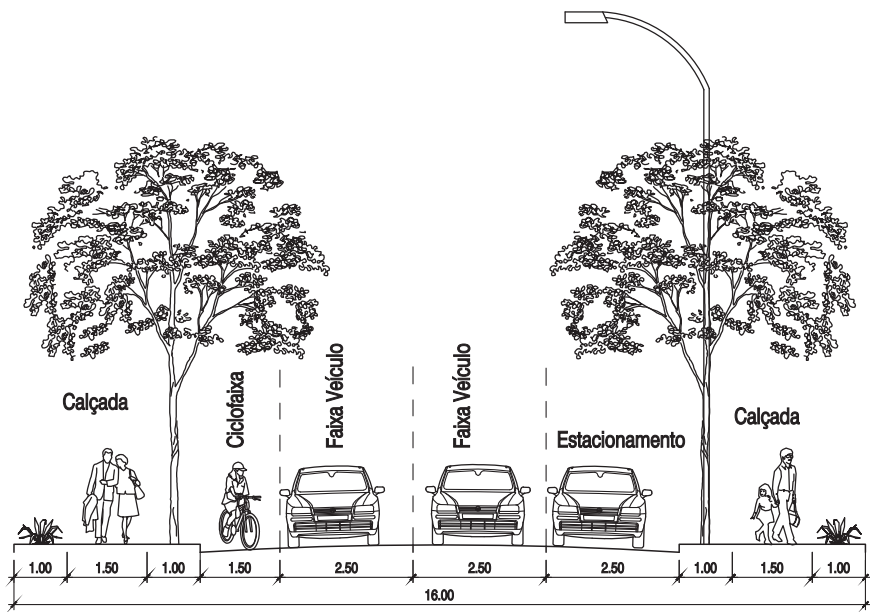 Calçada
Ciclofaixa
Faixa Veículo
Faixa Veículo
Estacionamento
Calçada
1.00 1.50 1.00 1.50 2.50 2.50 2.50 1.00 1.50 1.00
16.00